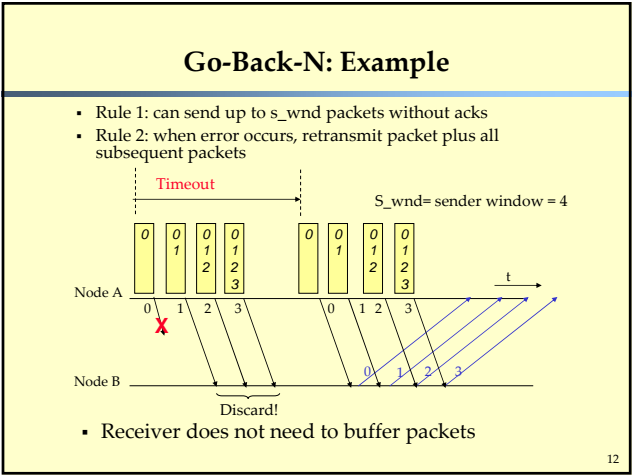 Go-Back-N: Example
▪ Rule 1: can send up to s_wnd packets without acks
▪ Rule 2: when error occurs, retransmit packet plus all
subsequent packets
Timeout
S_wnd= sender window = 4
0 0 0 0 0 0 0 0
1 1 1 1 1 1
2 2 2 2
3 3
t
Node A
0 1 2 3 0 1 2 3
X
0 1 2 3
Node B
Discard!
▪ Receiver does not need to buffer packets
12